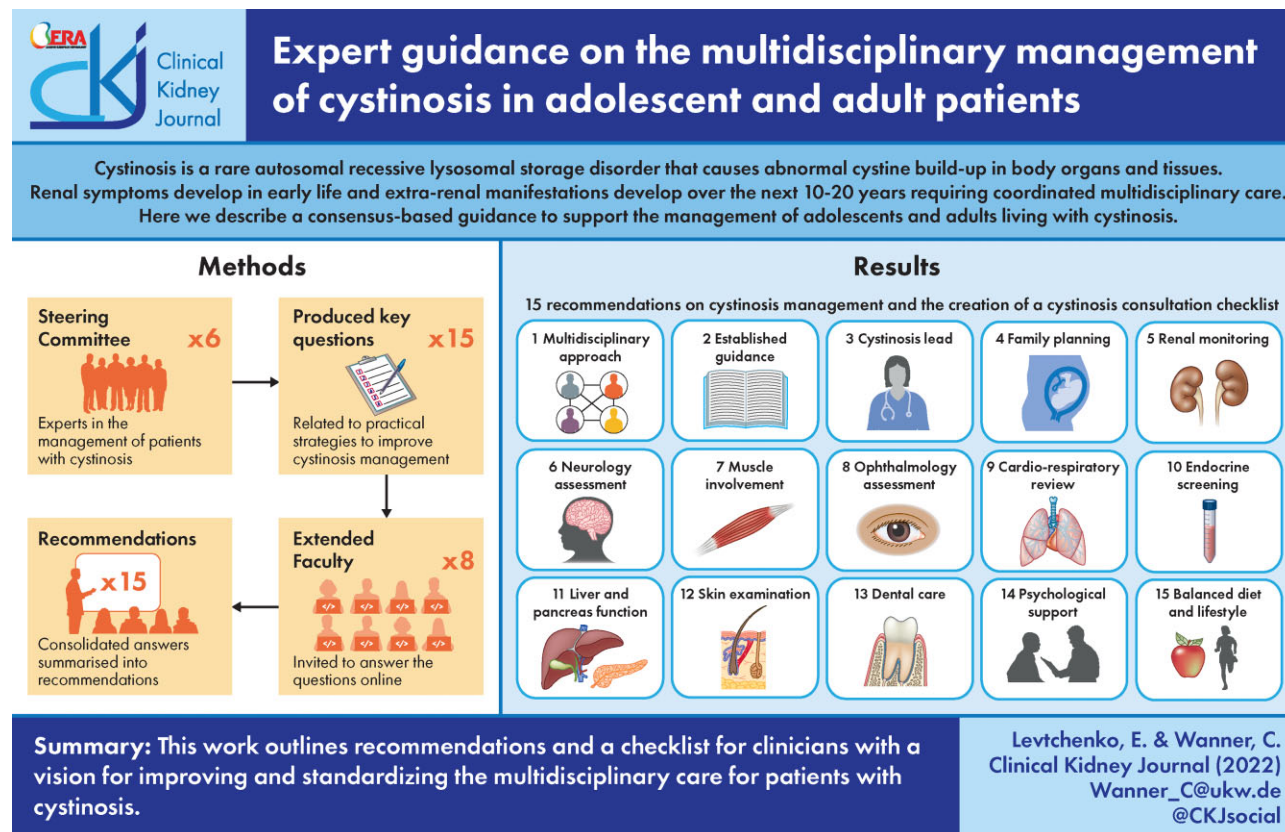 ERA
CKJ
Clinical
Kidney
Journal
Expert guidance on the multidisciplinary management
of cystinosis in adolescent and adult patients
Cystinosis is a rare autosomal recessive lysosomal storage disorder that causes abnormal cystine build-up in body organs and tissues.
Renal symptoms develop in early life and extra-renal manifestations develop over the next 10-20 years requiring coordinated multidisciplinary care.
Here we describe a consensus-based guidance to support the management of adolescents and adults living with cystinosis.
Methods
Steering
Committee
x6
Experts in the
management of patients
with cystinosis
Produced key
questions
x15
Related to practical
strategies to improve
cystinosis management
Recommendations
x15
Consolidated answers
summarised into
recommendations
Extended
Faculty
x8
</>
</>
</>
</>
</>
</>
</>
</>
Invited to answer the
questions online
Results
15 recommendations on cystinosis management and the creation of a cystinosis consultation checklist
1 Multidisciplinary
approach
2 Established
guidance
3 Cystinosis lead
4 Family planning
5 Renal monitoring
6 Neurology
assessment
7 Muscle
involvement
8 Ophthalmology
assessment
9 Cardio-respiratory
review
10 Endocrine
screening
11 Liver and
pancreas function
12 Skin examination
13 Dental care
14 Psychological
support
15 Balanced diet
and lifestyle
Summary: This work outlines recommendations and a checklist for clinicians with a
vision for improving and standardizing the multidisciplinary care for patients with
cystinosis.
Levtchenko, E. & Wanner, C.
Clinical Kidney Journal (2022)
Wanner_C@ukw.de
@CKJsocial